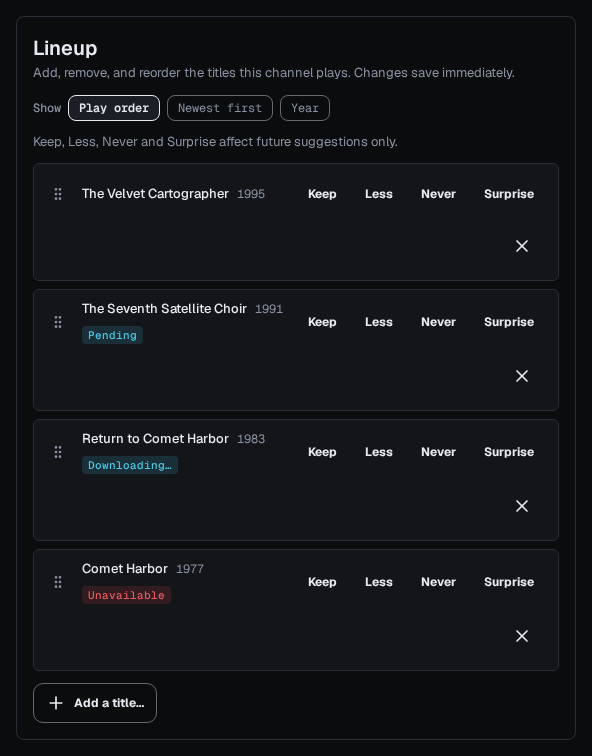 Lineup
Add, remove, and reorder the titles this channel plays. Changes save immediately.
Show Play order Newest first Year
Keep, Less, Never and Surprise affect future suggestions only.
The Velvet Cartographer 1995 Keep Less Never Surprise
The Seventh Satellite Choir 1991 Keep Less Never Surprise
Pending
Return to Comet Harbor 1983 Keep Less Never Surprise
Downloading…
Comet Harbor 1977 Keep Less Never Surprise
Unavailable
Add a title…